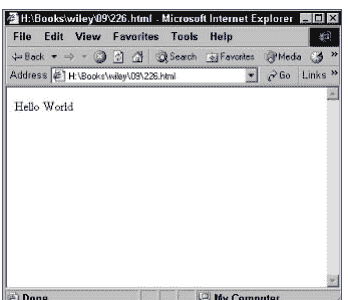 H:\Books\wiley\09\226.html - Microsoft Internet Explorer
File Edit View Favorites Tools Help
Back Search Favorites Media »
Address H:\Books\wiley\09\226.html Go Links »
Hello World
Done My Computer